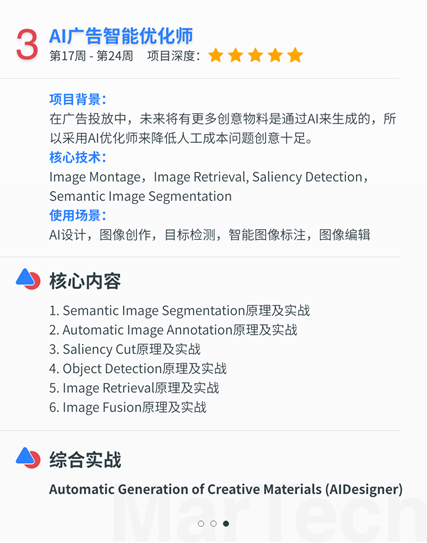 3 AI广告智能优化师
第17周 - 第24周 项目深度：
项目背景：
在广告投放中，未来将有更多创意物料是通过AI来生成的，所
以采用AI优化师来降低人工成本问题创意十足。
核心技术：
Image Montage，Image Retrieval, Saliency Detection，
Semantic Image Segmentation
使用场景：
AI设计，图像创作，目标检测，智能图像标注，图像编辑
核心内容
1. Semantic Image Segmentation原理及实战
2. Automatic Image Annotation原理及实战
3. Saliency Cut原理及实战
4. Object Detection原理及实战
5. Image Retrieval原理及实战
6. Image Fusion原理及实战
综合实战
Automatic Generation of Creative Materials (AIDesigner)
MarTech